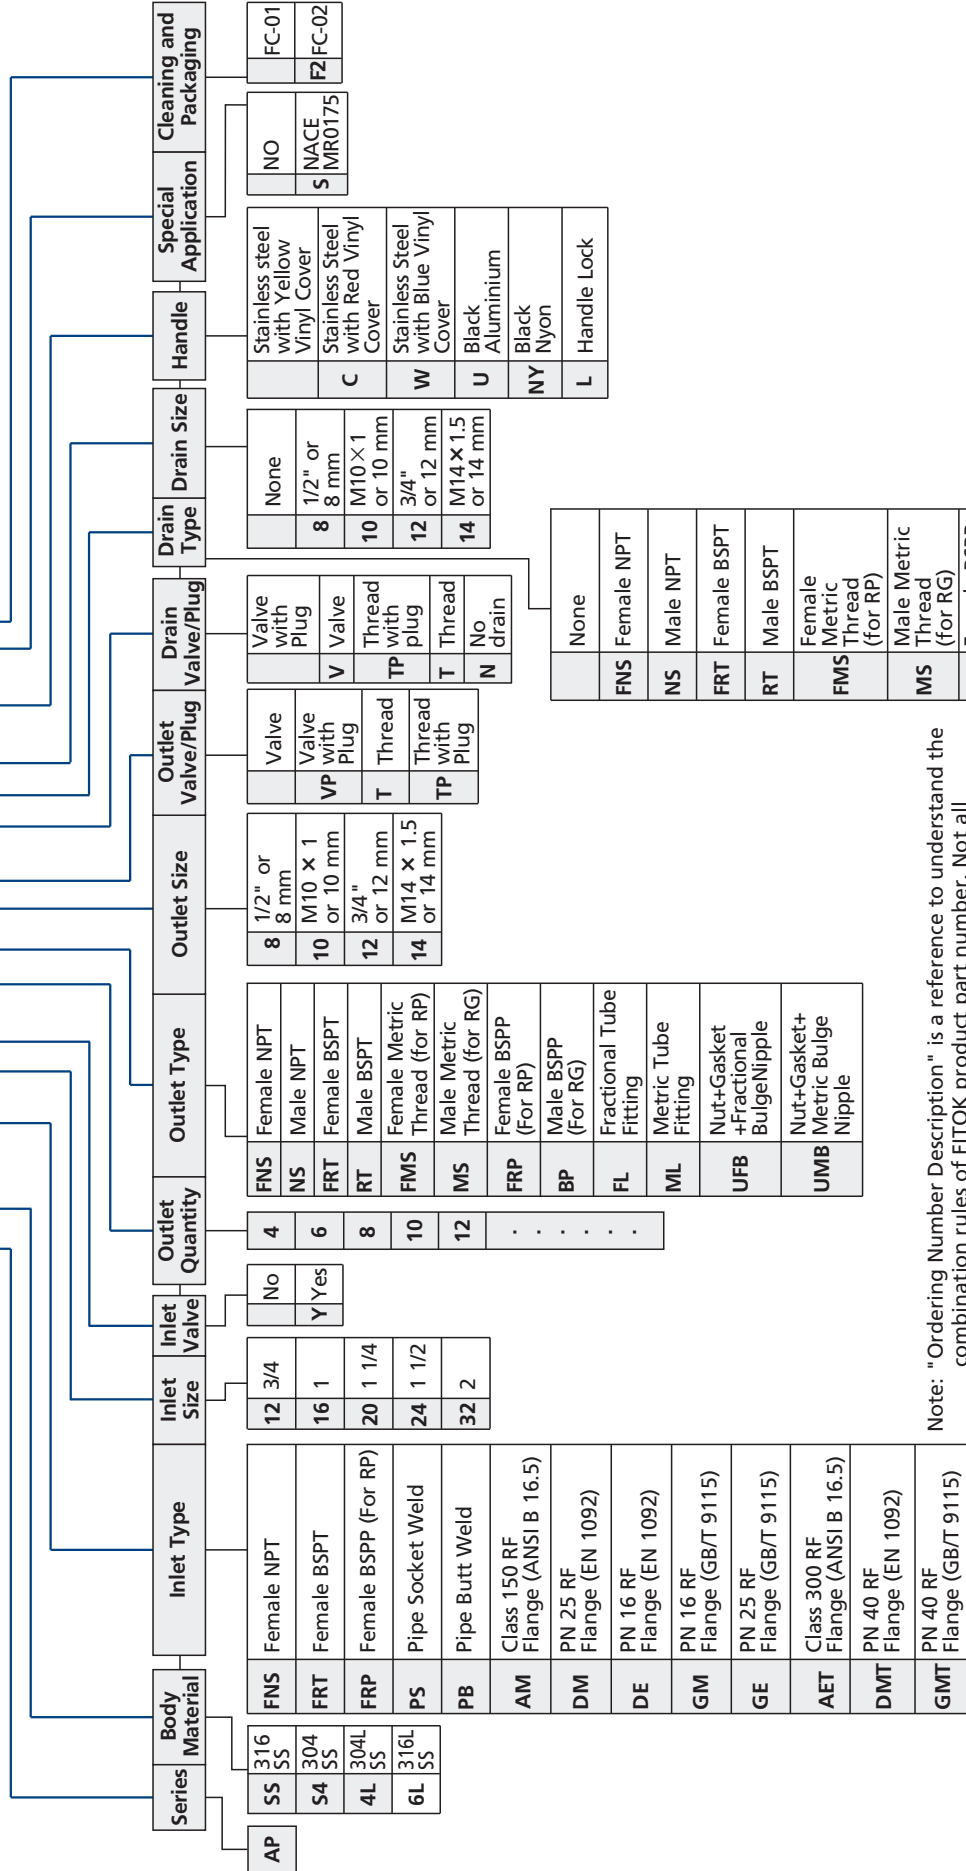 Series
Body
Material
Inlet Type
Inlet
Size
Inlet
Valve
Outlet
Quantity
Outlet Type
Outlet Size
Outlet
Valve/Plug
Drain
Valve/Plug
Drain
Type
Drain Size
Handle
Special
Application
Cleaning and
Packaging
AP
SS 316
SS
S4 304
SS
4L 304L
SS
6L 316L
SS
FNS Female NPT
FRT Female BSPT
FRP Female BSPP (For RP)
PS Pipe Socket Weld
PB Pipe Butt Weld
AM Class 150 RF
Flange (ANSI B 16.5)
DM PN 25 RF
Flange (EN 1092)
DE PN 16 RF
Flange (EN 1092)
GM PN 16 RF
Flange (GB/T 9115)
GE PN 25 RF
Flange (GB/T 9115)
AET Class 300 RF
Flange (ANSI B 16.5)
DMT PN 40 RF
Flange (EN 1092)
GMT PN 40 RF
Flange (GB/T 9115)
12 3/4
16 1
20 1 1/4
24 1 1/2
32 2
No
Y Yes
4
6
8
10
12
. . . . . .
FNS Female NPT
NS Male NPT
FRT Female BSPT
RT Male BSPT
FMS Female Metric
Thread (for RP)
MS Male Metric
Thread (for RG)
FRP Female BSPP
(For RP)
BP Male BSPP
(For RG)
FL Fractional Tube
Fitting
ML Metric Tube
Fitting
UFB Nut+Gasket
+Fractional
BulgeNipple
UMB Nut+Gasket+
Metric Bulge
Nipple
8 1/2" or
8 mm
10 M10 × 1
or 10 mm
12 3/4"
or 12 mm
14 M14 × 1.5
or 14 mm
Valve
VP Valve
with
Plug
T Thread
TP Thread
with
Plug
Valve
with
Plug
V Valve
TP Thread
with
plug
T Thread
N No
drain
None
FNS Female NPT
NS Male NPT
FRT Female BSPT
RT Male BSPT
FMS Female
Metric
Thread
(for RP)
MS Male Metric
Thread
(for RG)
None
8 1/2" or
8 mm
10 M10×1
or 10 mm
12 3/4"
or 12 mm
14 M14×1.5
or 14 mm
Stainless steel
with Yellow
Vinyl Cover
C Stainless Steel
with Red Vinyl
Cover
W Stainless Steel
with Blue Vinyl
Cover
U Black
Aluminium
NY Black
Nyon
L Handle Lock
NO
S NACE
MR0175
FC-01
F2 FC-02
Note: "Ordering Number Description" is a reference to understand the
combination rules of FITOK product part number. Not all